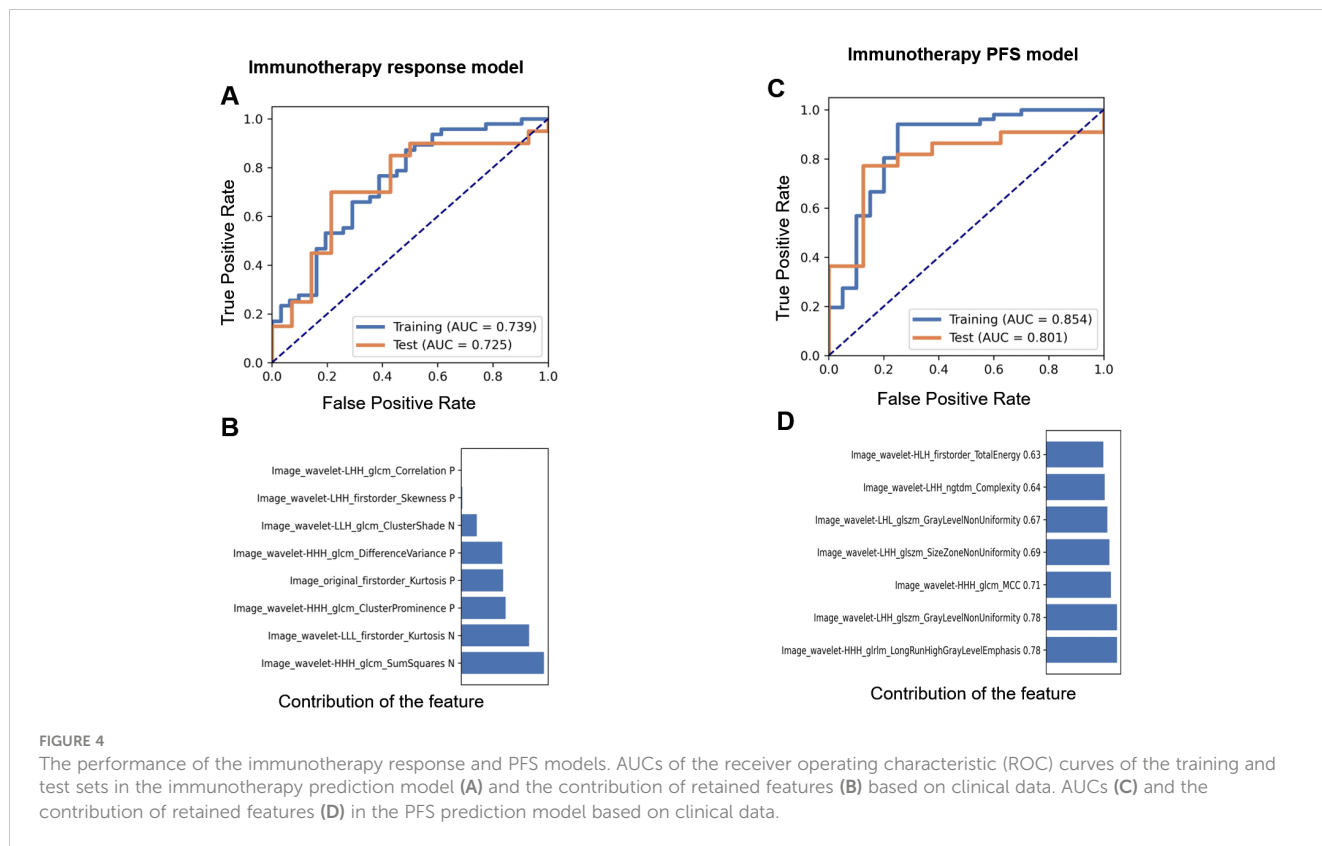 Immunotherapy response model
A
True Positive Rate
1.0
0.8
0.6
0.4
0.2
0.0
Training (AUC = 0.739)
Test (AUC = 0.725)
0.0 0.2 0.4 0.6 0.8 1.0
False Positive Rate
B
Image_wavelet-LHH_glcm_Correlation P
Image_wavelet-LHH_firstorder_Skewness P
Image_wavelet-LLH_glcm_ClusterShade N
Image_wavelet-HHH_glcm_DifferenceVariance P
Image_original_firstorder_Kurtosis P
Image_wavelet-HHH_glcm_ClusterProminence P
Image_wavelet-LLL_firstorder_Kurtosis N
Image_wavelet-HHH_glcm_SumSquares N
Contribution of the feature
Immunotherapy PFS model
C
True Positive Rate
1.0
0.8
0.6
0.4
0.2
0.0
Training (AUC = 0.854)
Test (AUC = 0.801)
0.0 0.2 0.4 0.6 0.8 1.0
False Positive Rate
D
Image_wavelet-HLH_firstorder_TotalEnergy 0.63
Image_wavelet-LHH_ngtdm_Complexity 0.64
Image_wavelet-LHL_glszm_GrayLevelNonUniformity 0.67
Image_wavelet-LHH_glszm_SizeZoneNonUniformity 0.69
Image_wavelet-HHH_glcm_MCC 0.71
Image_wavelet-LHH_glszm_GrayLevelNonUniformity 0.78
Image_wavelet-HHH_glrlm_LongRunHighGrayLevelEmphasis 0.78
Contribution of the feature
FIGURE 4
The performance of the immunotherapy response and PFS models. AUCs of the receiver operating characteristic (ROC) curves of the training and
test sets in the immunotherapy prediction model (A) and the contribution of retained features (B) based on clinical data. AUCs (C) and the
contribution of retained features (D) in the PFS prediction model based on clinical data.